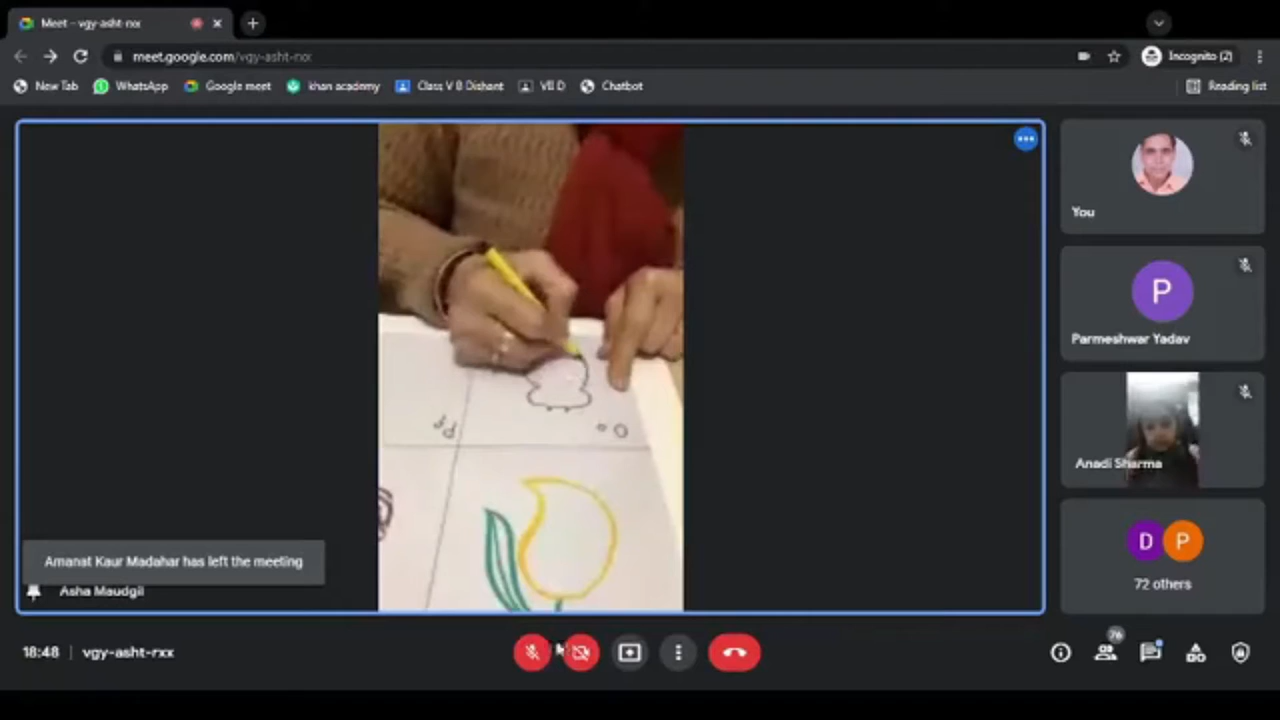 Meet - vgy-asht-rxx
meet.google.com/vgy-asht-rxx
Incognito (2)
New Tab
WhatsApp
Google meet
khan academy
Class V B Dishant
VII D
Chatbot
Reading list
You
P
Parmeshwar Yadav
Anadi Sharma
D
P
72 others
Amanat Kaur Madahar has left the meeting
Asha Maudgil
18:48 | vgy-asht-rxx
76